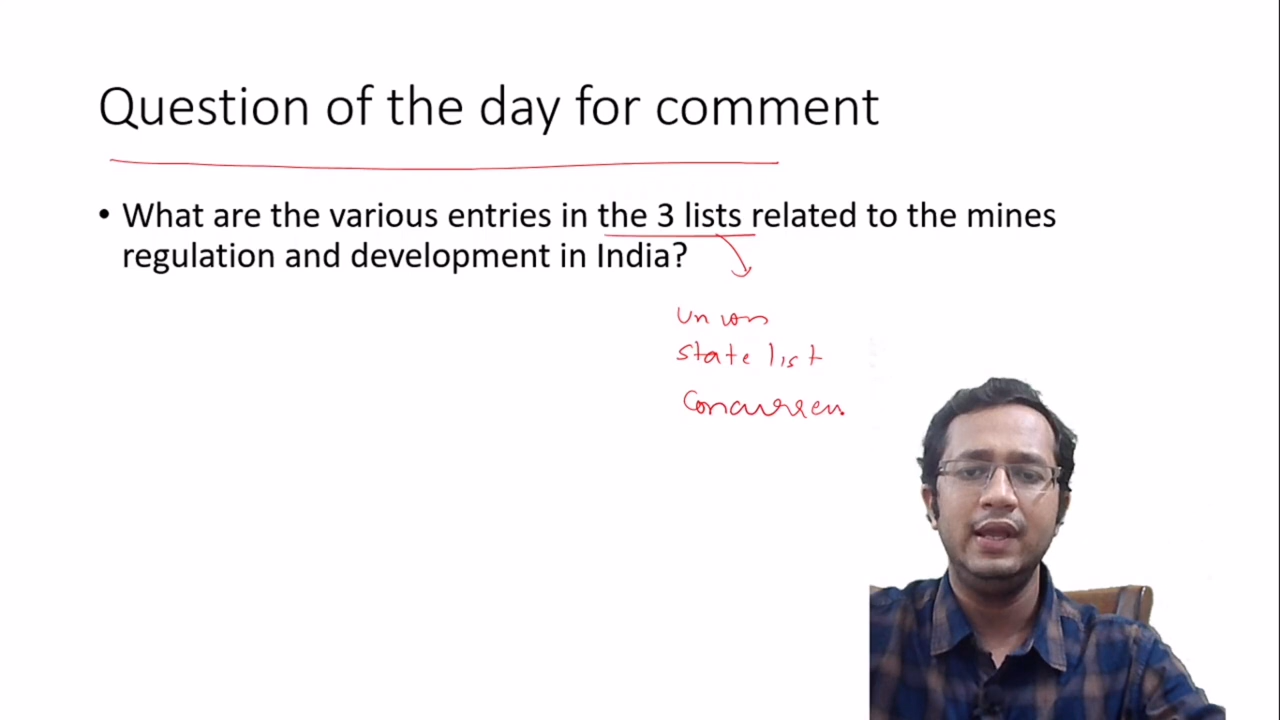 Question of the day for comment
• What are the various entries in the 3 lists related to the mines
regulation and development in India?
Union
state list
Concurren